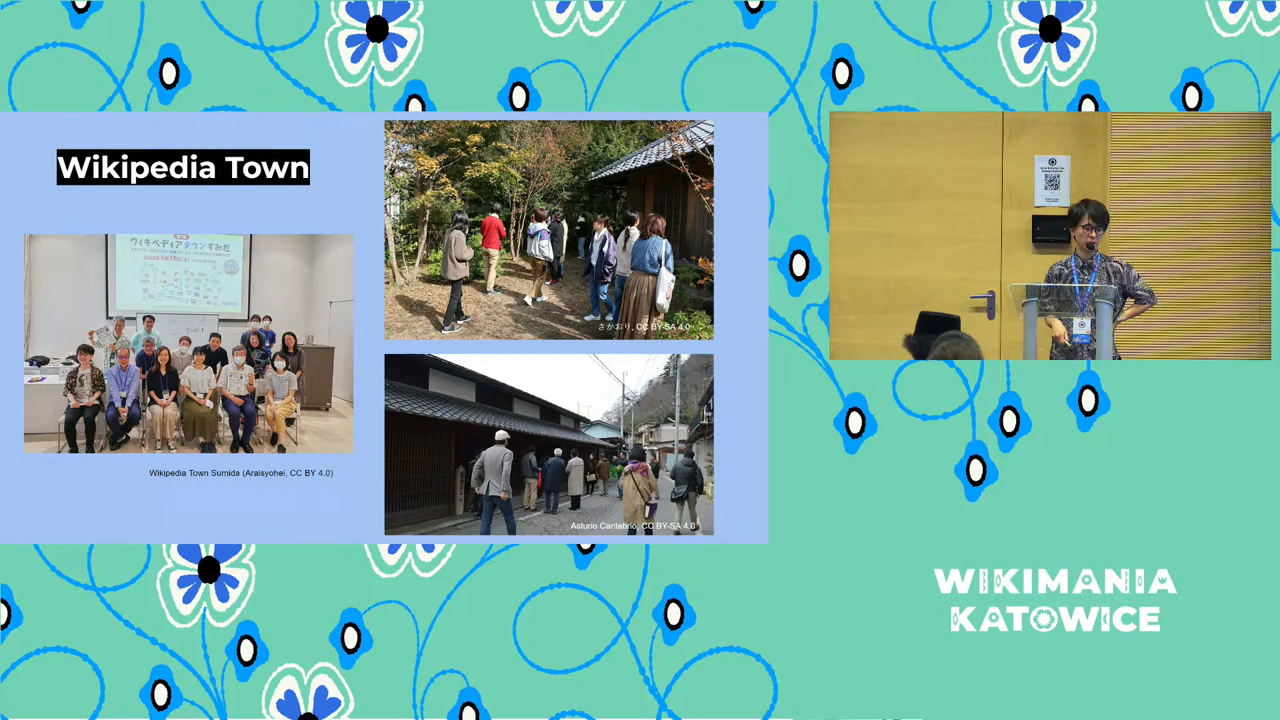 Wikipedia Town
ウィキペディアタウンすみだ
Wikipedia Town Sumida (Araisyohei, CC BY 4.0)
さかおり, CC BY-SA 4.0
Asturio Cantabrio, CC BY-SA 4.0
WIKIMANIA
KATOWICE